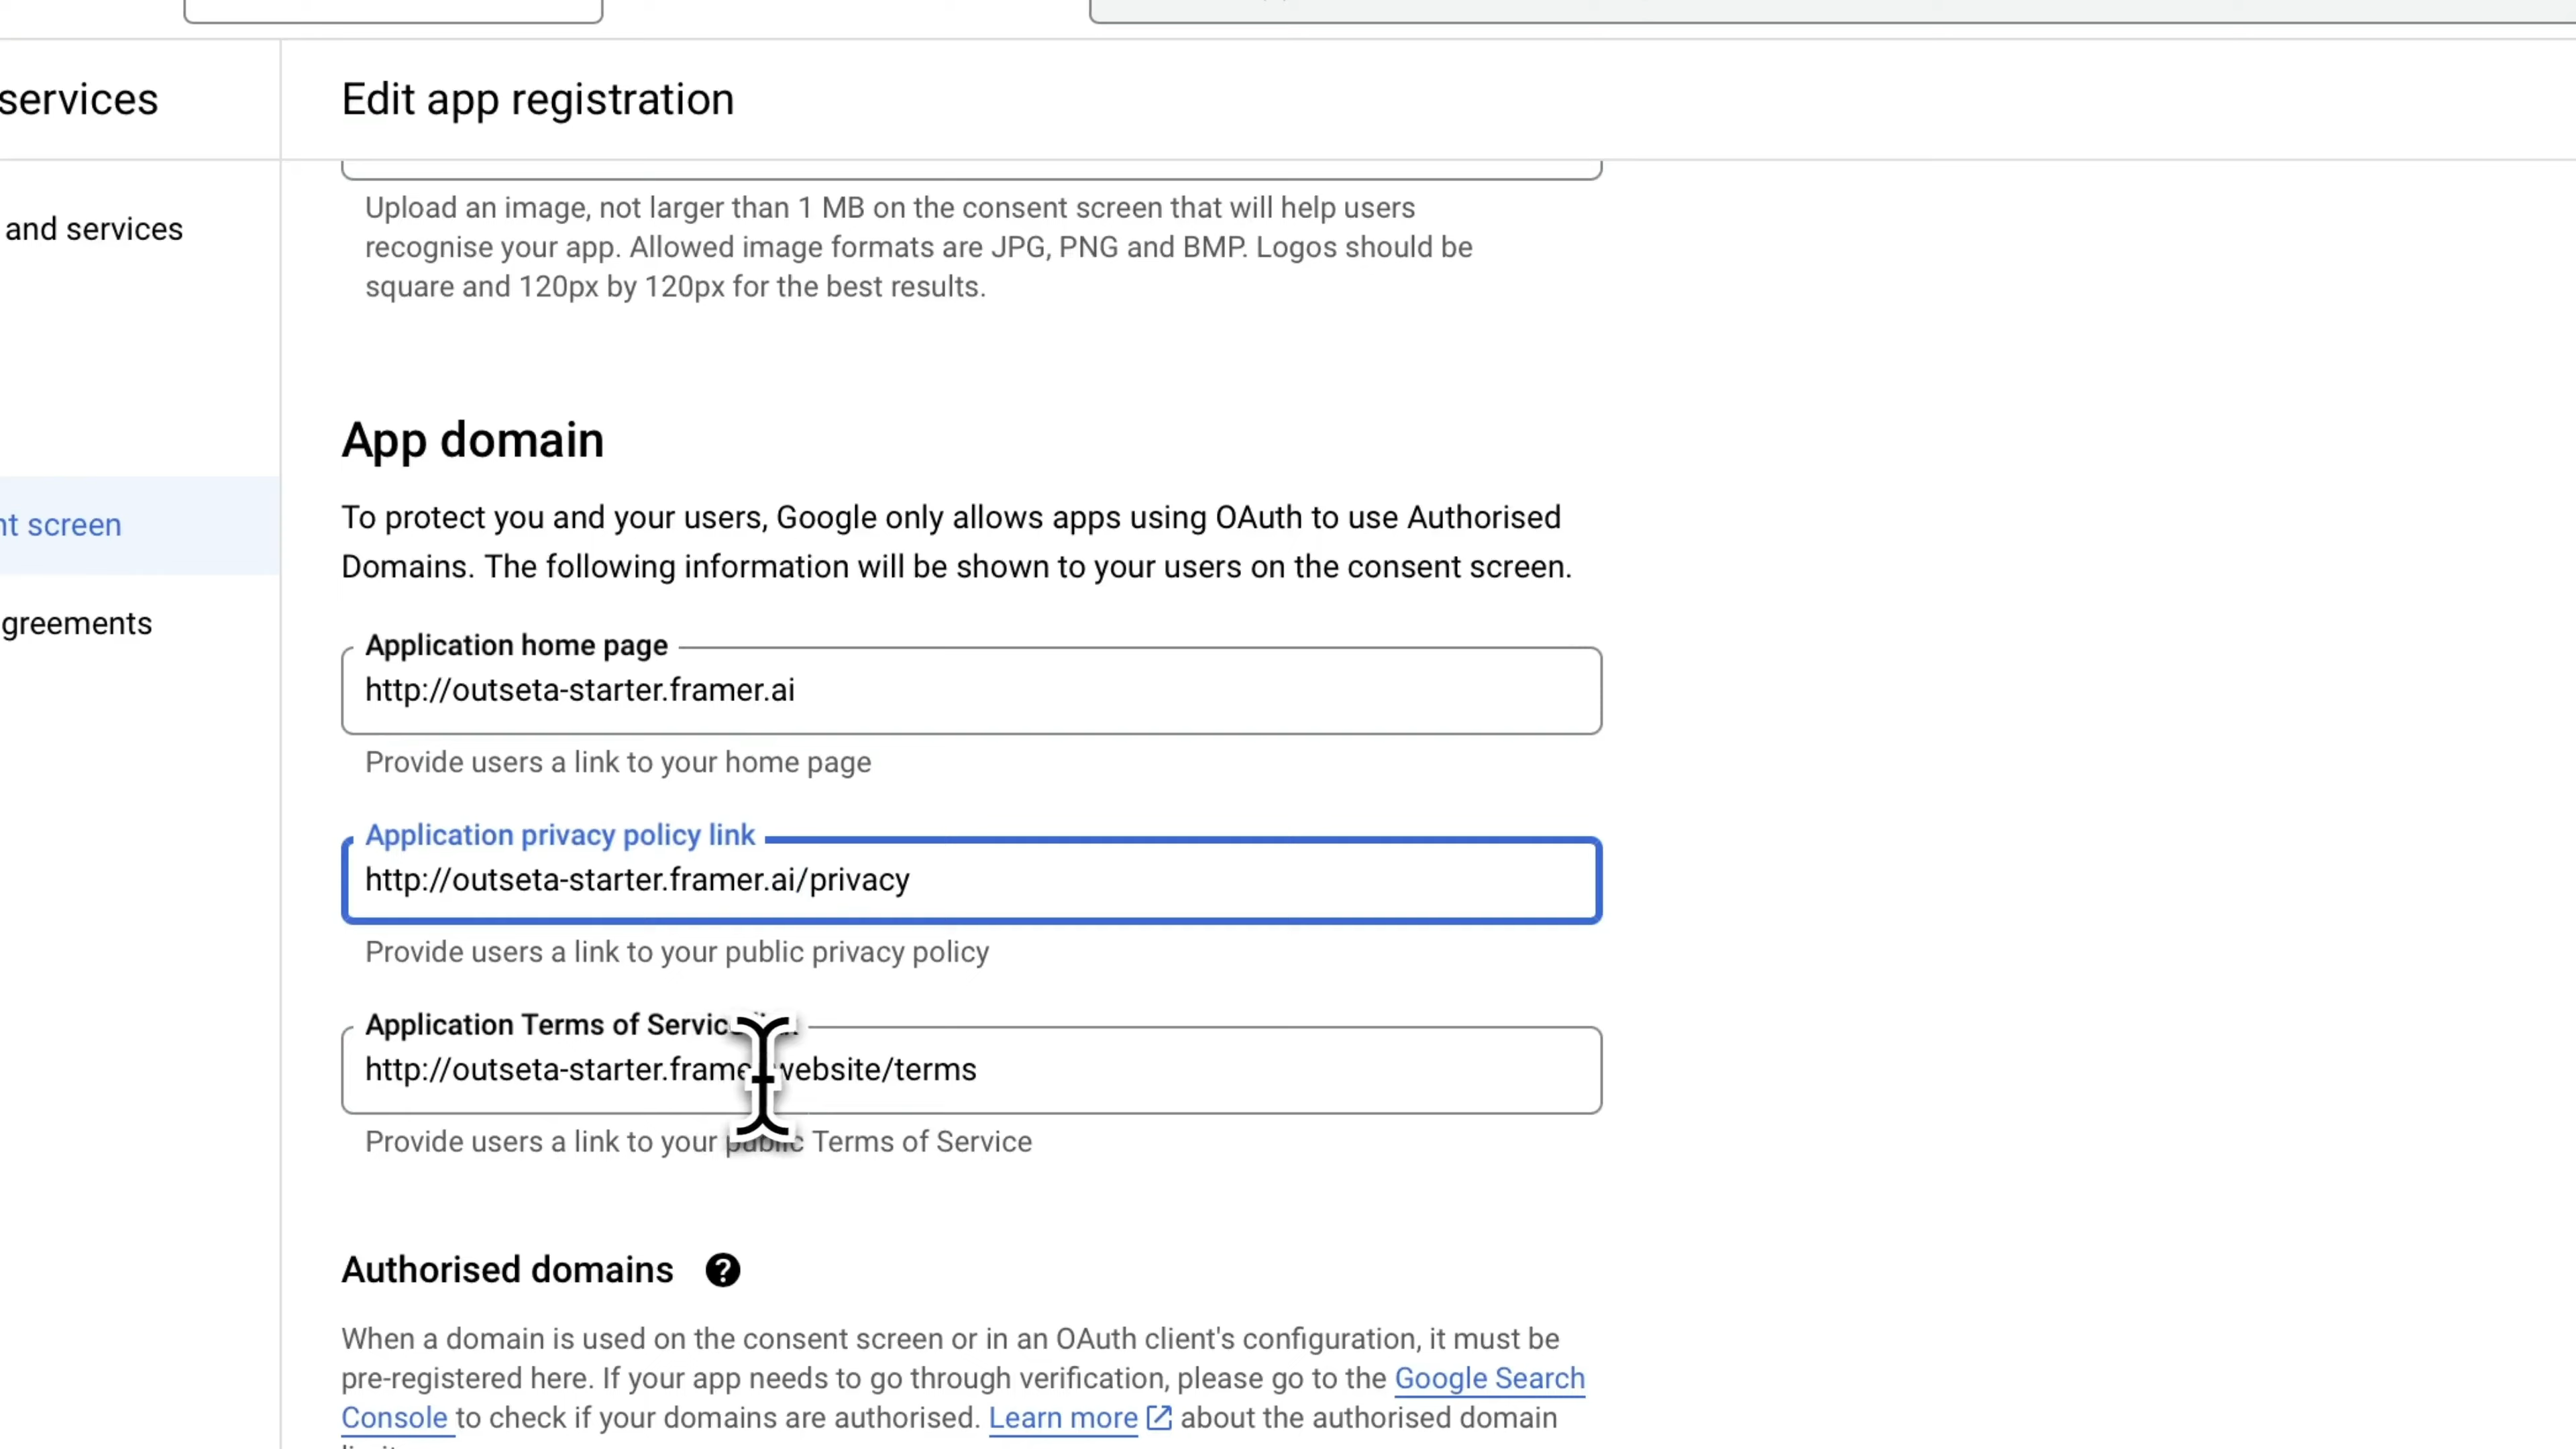 services
Edit app registration
Upload an image, not larger than 1 MB on the consent screen that will help users
recognise your app. Allowed image formats are JPG, PNG and BMP. Logos should be
square and 120px by 120px for the best results.
and services
App domain
To protect you and your users, Google only allows apps using OAuth to use Authorised
Domains. The following information will be shown to your users on the consent screen.
screen
greements
Application home page
http://outseta-starter.framer.ai
Provide users a link to your home page
Application privacy policy link
http://outseta-starter.framer.ai/privacy
Provide users a link to your public privacy policy
Application Terms of Service
http://outseta-starter.framer.website/terms
Provide users a link to your public Terms of Service
Authorised domains
When a domain is used on the consent screen or in an OAuth client's configuration, it must be
pre-registered here. If your app needs to go through verification, please go to the Google Search
Console to check if your domains are authorised. Learn more about the authorised domain